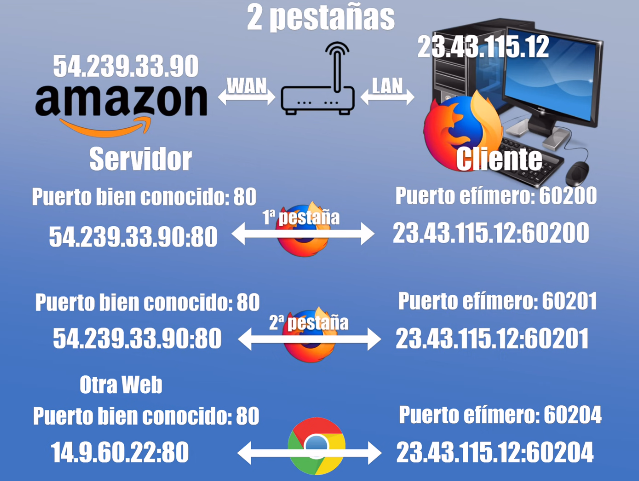 2 pestañas
54.239.33.90
amazon
WAN
LAN
23.43.115.12
Servidor
Cliente
Puerto bien conocido: 80
1ª pestaña
Puerto efímero: 60200
54.239.33.90:80
23.43.115.12:60200
Puerto bien conocido: 80
2ª pestaña
Puerto efímero: 60201
54.239.33.90:80
23.43.115.12:60201
Otra Web
Puerto bien conocido: 80
Puerto efímero: 60204
14.9.60.22:80
23.43.115.12:60204